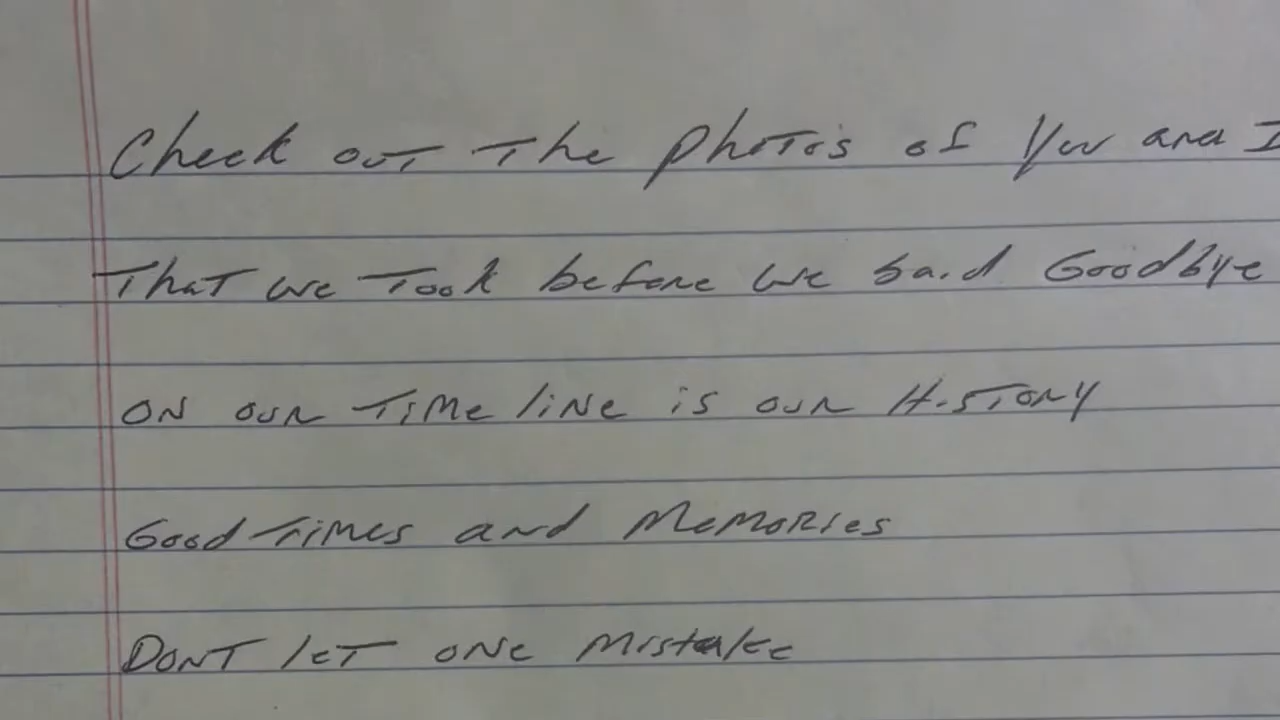 Check out The photos of You and I
That we Took before we said Goodbye
ON our TiMe liNe is our HiSTORY
Good TiMes and MeMORies
DONT leT ONe Mistake